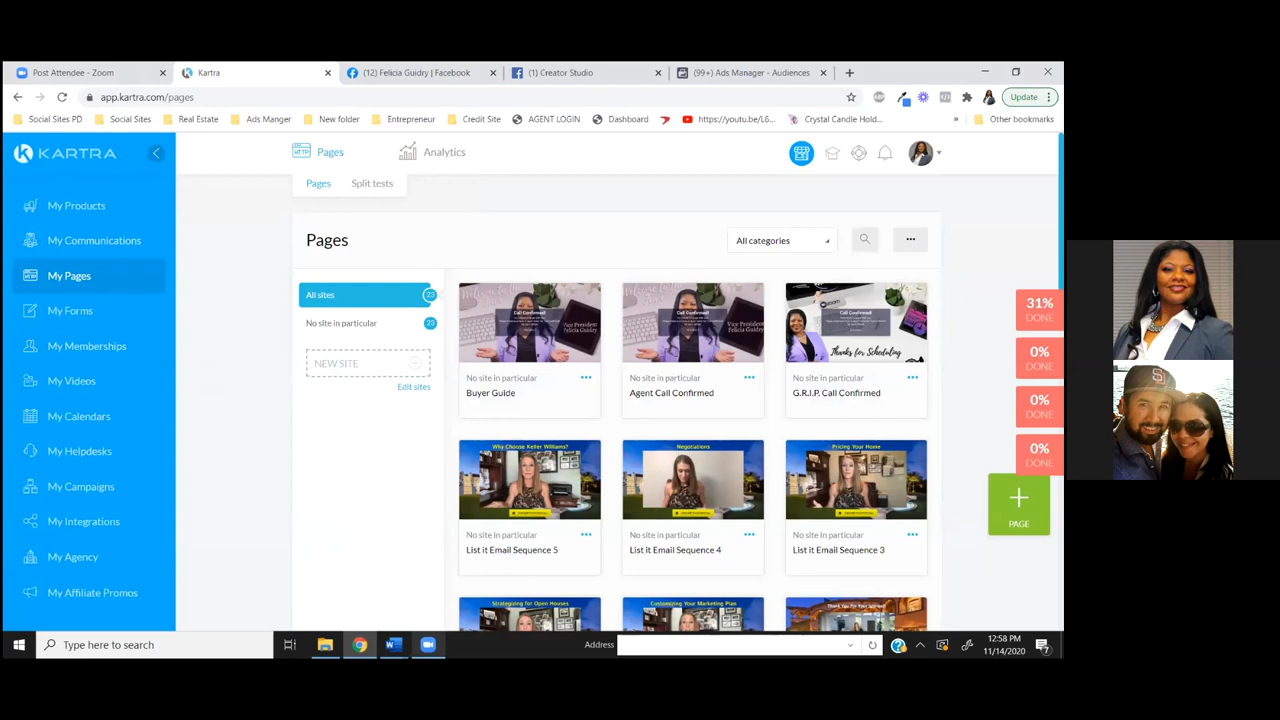 Post Attendee - Zoom
Kartra
(12) Felicia Guidry | Facebook
(1) Creator Studio
(99+) Ads Manager - Audiences
app.kartra.com/pages
Update
Social Sites PD
Social Sites
Real Estate
Ads Manger
New folder
Entrepreneur
Credit Site
AGENT LOGIN
Dashboard
https://youtu.be/L6...
Crystal Candle Hold...
»
Other bookmarks
KARTRA
Pages
Analytics
Pages
Split tests
My Products
My Communications
My Pages
My Forms
My Memberships
My Videos
My Calendars
My Helpdesks
My Campaigns
My Integrations
My Agency
My Affiliate Promos
Pages
All categories
All sites 23
No site in particular 23
NEW SITE
Edit sites
Call Confirmed!
Vice President
Felicia Guidry
No site in particular
Buyer Guide
Call Confirmed!
Vice President
Felicia Guidry
No site in particular
Agent Call Confirmed
Call Confirmed!
Thanks for Scheduling
No site in particular
G.R.I.P. Call Confirmed
Why Choose Keller Williams?
No site in particular
List it Email Sequence 5
Negotiations
No site in particular
List it Email Sequence 4
Pricing Your Home
No site in particular
List it Email Sequence 3
Strategizing for Open Houses
Customizing Your Marketing Plan
31%
DONE
0%
DONE
0%
DONE
0%
DONE
PAGE
Type here to search
Address
12:58 PM
11/14/2020
7